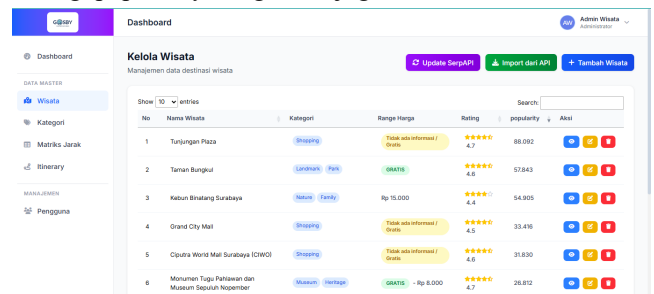 GOSBY
Dashboard
AW
Admin Wisata
Administrator
Dashboard
DATA MASTER
Wisata
Kategori
Matriks Jarak
Itinerary
MANAJEMEN
Pengguna
Kelola Wisata
Manajemen data destinasi wisata
Update SerpAPI
Import dari API
+ Tambah Wisata
Show 10 entries
Search:
No Nama Wisata Kategori Range Harga Rating popularity Aksi
1 Tunjungan Plaza Shopping Tidak ada informasi / Gratis 4.7 88.092
2 Taman Bungkul Landmark Park GRATIS 4.6 57.843
3 Kebun Binatang Surabaya Nature Family Rp 15.000 4.4 54.905
4 Grand City Mall Shopping Tidak ada informasi / Gratis 4.5 33.416
5 Ciputra World Mall Surabaya (CIWO) Shopping Tidak ada informasi / Gratis 4.6 31.830
6 Monumen Tugu Pahlawan dan Museum Sepuluh Nopember Museum Heritage GRATIS - Rp 8.000 4.7 26.812